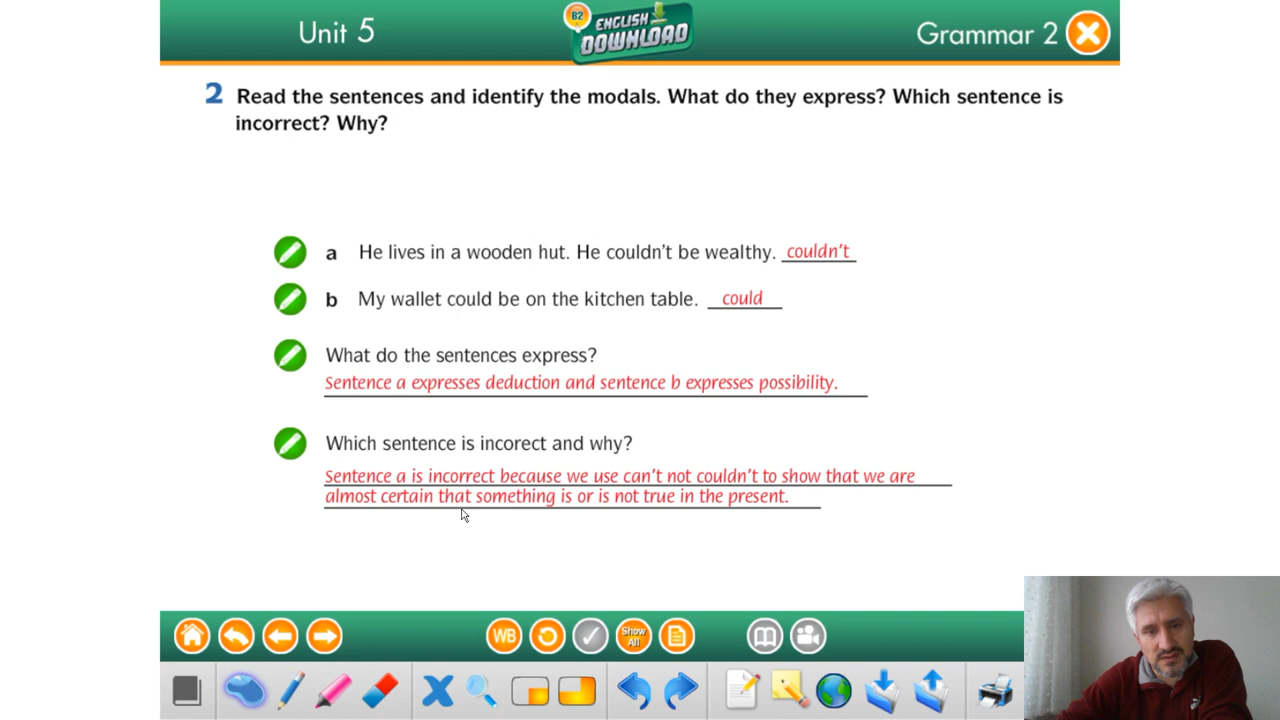 Unit 5
B2
ENGLISH
DOWNLOAD
Grammar 2
2 Read the sentences and identify the modals. What do they express? Which sentence is
incorrect? Why?
a He lives in a wooden hut. He couldn't be wealthy. couldn't
b My wallet could be on the kitchen table. could
What do the sentences express?
Sentence a expresses deduction and sentence b expresses possibility.
Which sentence is incorect and why?
Sentence a is incorrect because we use can't not couldn't to show that we are
almost certain that something is or is not true in the present.
WB
Show
All